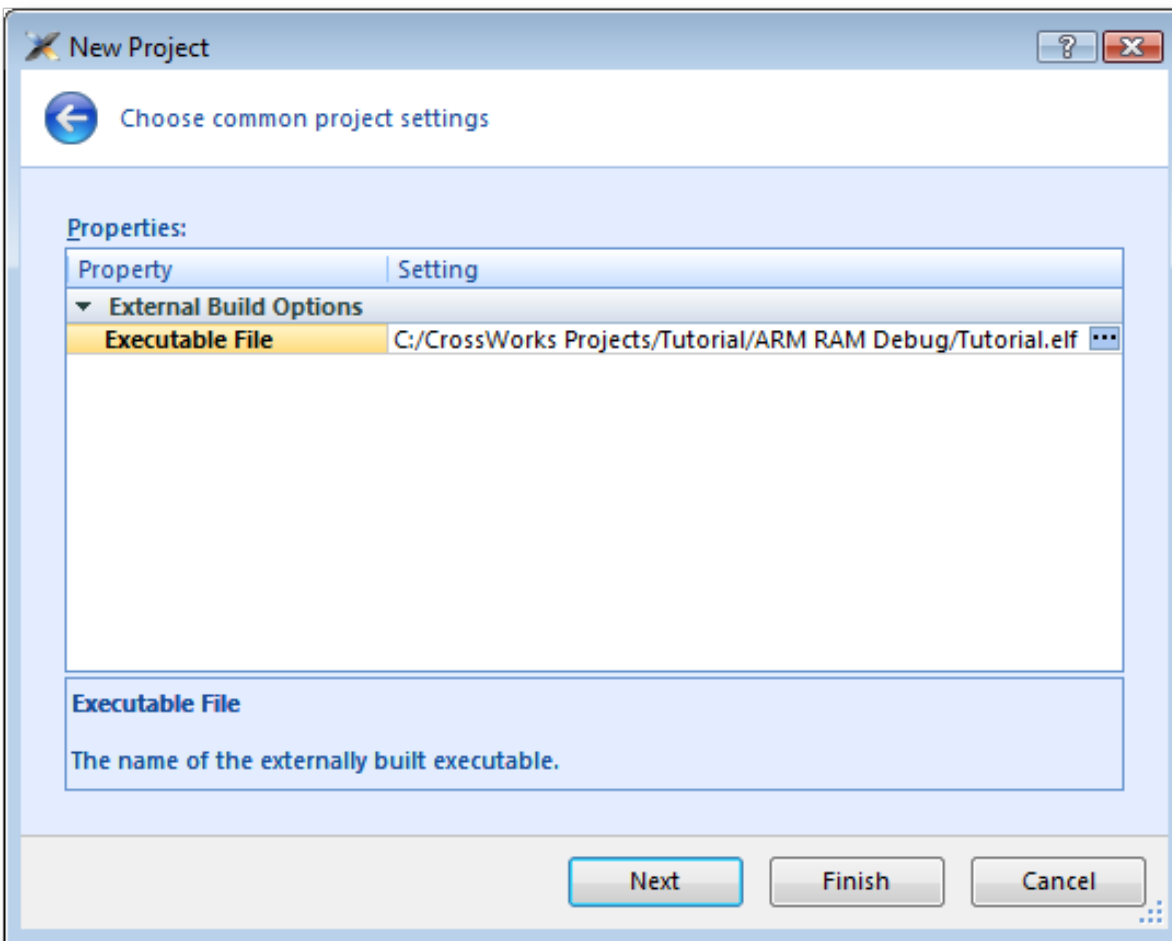 New Project
Choose common project settings
Properties:
Property Setting
External Build Options
Executable File C:/CrossWorks Projects/Tutorial/ARM RAM Debug/Tutorial.elf
Executable File
The name of the externally built executable.
Next Finish Cancel